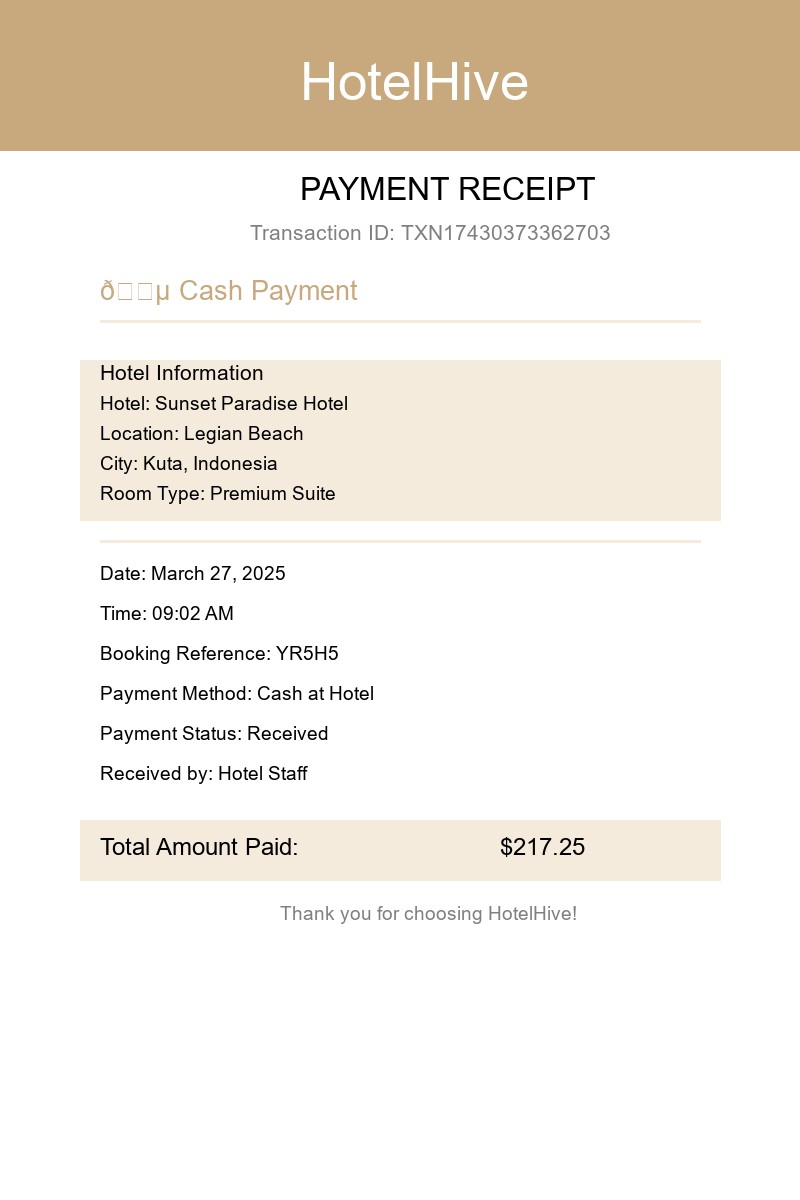 HotelHive
PAYMENT RECEIPT
Transaction ID: TXN17430373362703
ð□□µ Cash Payment
Hotel Information
Hotel: Sunset Paradise Hotel
Location: Legian Beach
City: Kuta, Indonesia
Room Type: Premium Suite
Date: March 27, 2025
Time: 09:02 AM
Booking Reference: YR5H5
Payment Method: Cash at Hotel
Payment Status: Received
Received by: Hotel Staff
Total Amount Paid: $217.25
Thank you for choosing HotelHive!